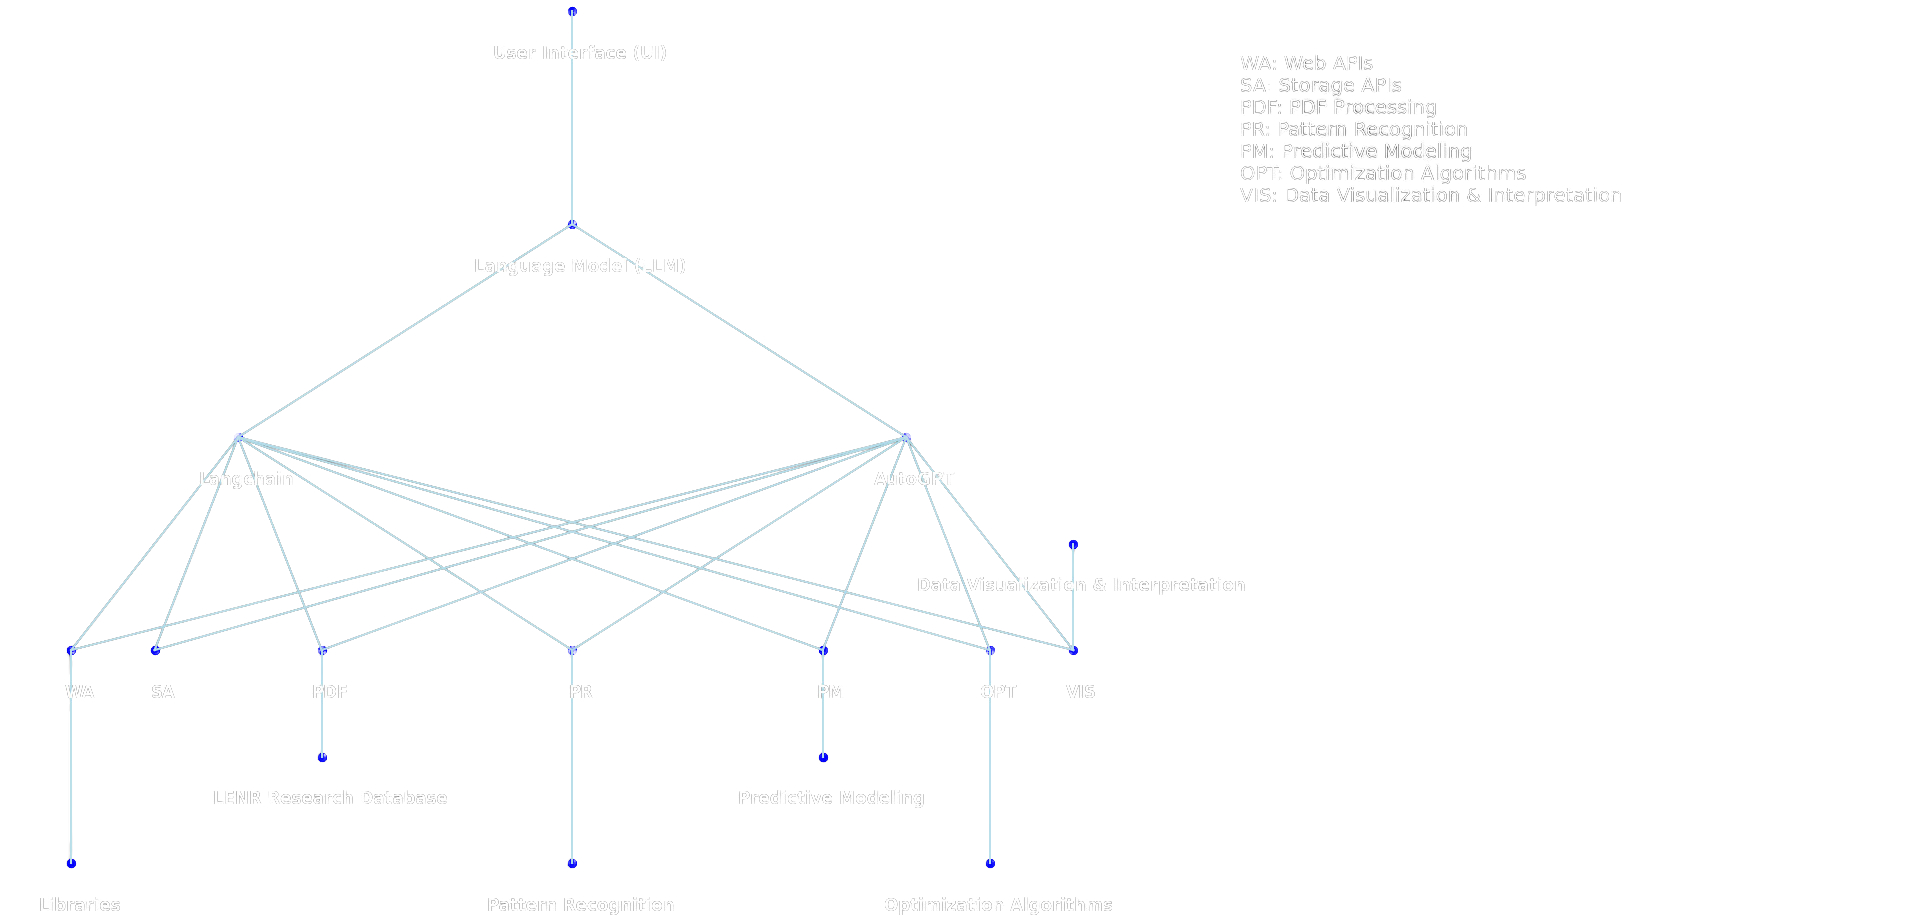 User Interface (UI)
WA: Web APIs
SA: Storage APIs
PDF: PDF Processing
PR: Pattern Recognition
PM: Predictive Modeling
OPT: Optimization Algorithms
VIS: Data Visualization & Interpretation
Language Model (LLM)
Langchain
AutoGPT
Data Visualization & Interpretation
WA
SA
PDF
PR
PM
OPT
VIS
LENR Research Database
Predictive Modeling
Libraries
Pattern Recognition
Optimization Algorithms